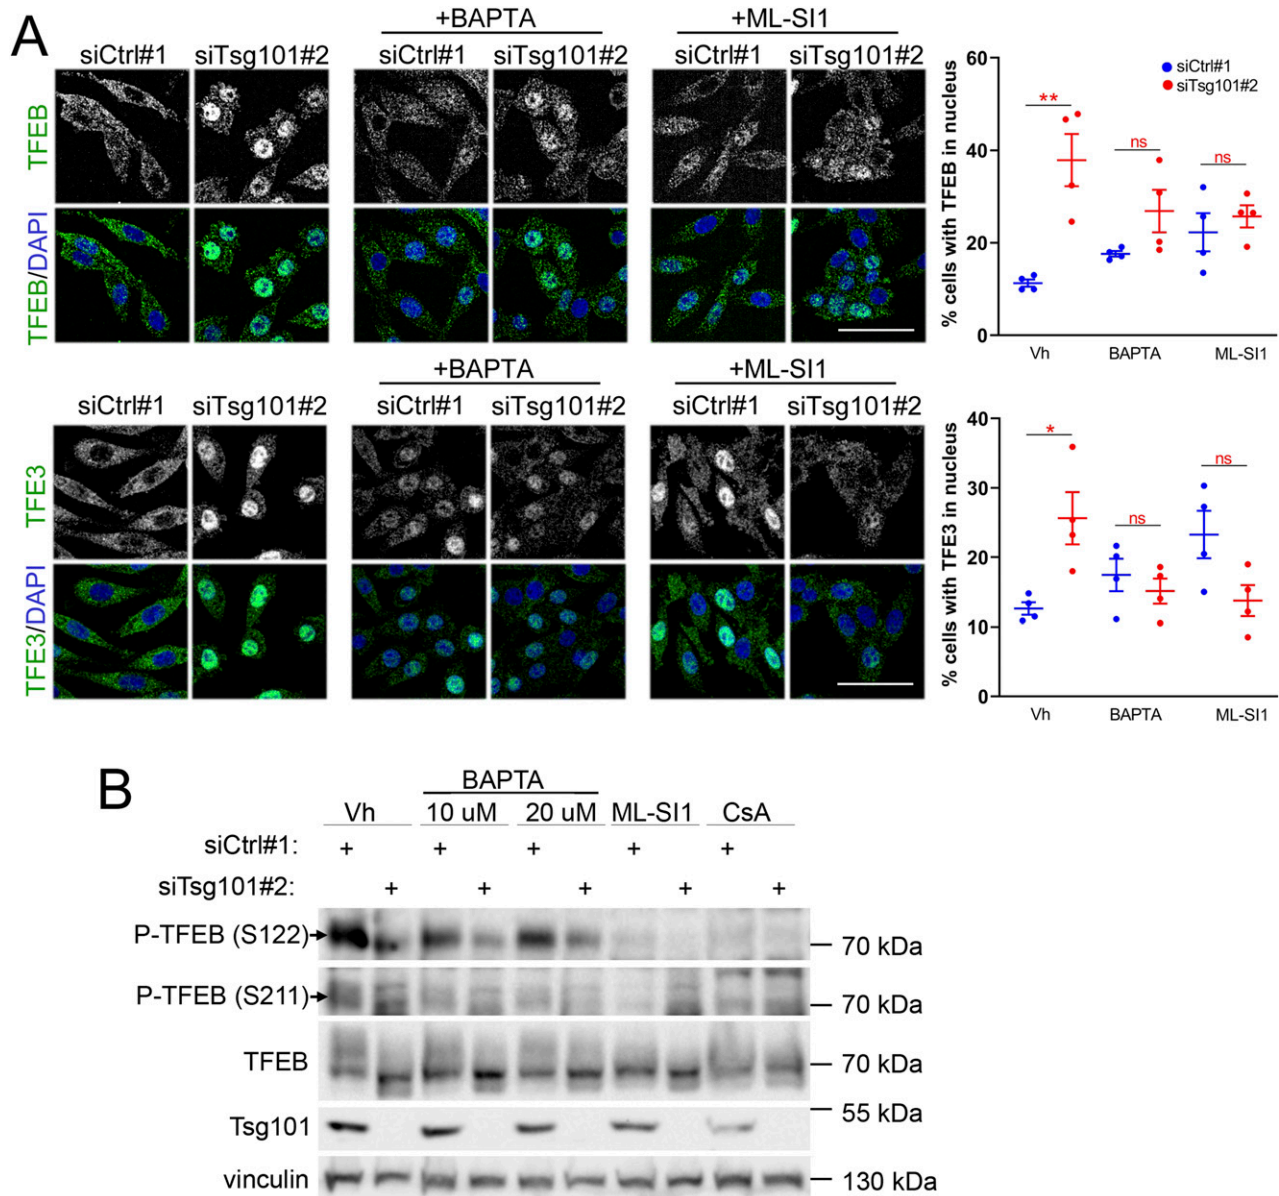 A
+BAPTA
+ML-SI1
siCtrl#1 siTsg101#2 siCtrl#1 siTsg101#2 siCtrl#1 siTsg101#2
TFEB
TFEB/DAPI
% cells with TFEB in nucleus
60
40
20
0
siCtrl#1
siTsg101#2
**
ns
ns
Vh BAPTA ML-SI1
+BAPTA
+ML-SI1
siCtrl#1 siTsg101#2 siCtrl#1 siTsg101#2 siCtrl#1 siTsg101#2
TFE3
TFE3/DAPI
% cells with TFE3 in nucleus
40
30
20
10
0
*
ns
ns
Vh BAPTA ML-SI1
B
BAPTA
Vh 10 uM 20 uM ML-SI1 CsA
siCtrl#1: + + + + +
siTsg101#2: + + + + +
P-TFEB (S122) 70 kDa
P-TFEB (S211) 70 kDa
TFEB 70 kDa
55 kDa
Tsg101
vinculin 130 kDa